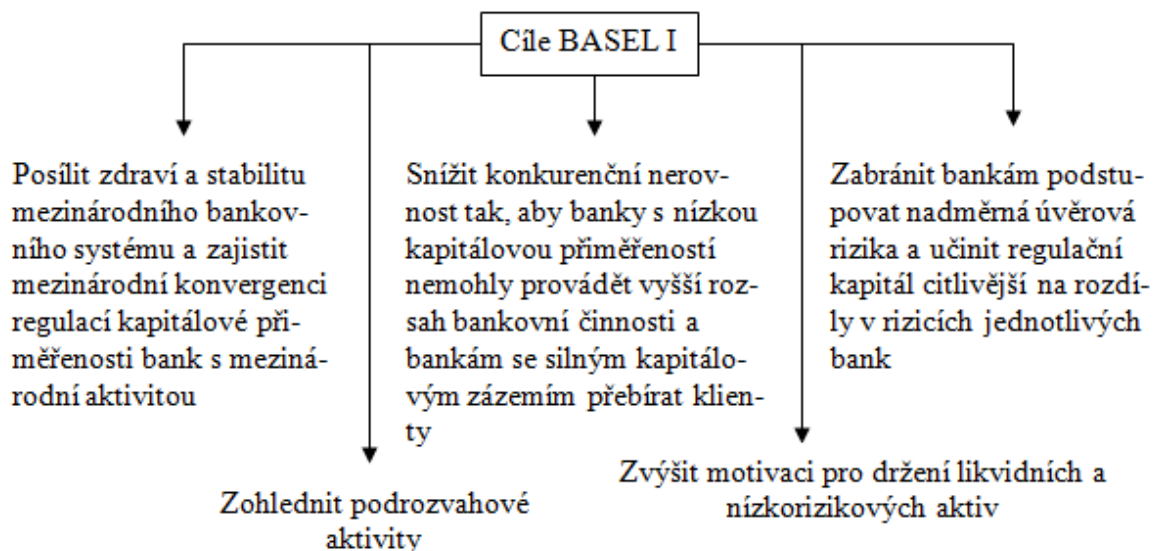 Cíle BASEL I
Posílit zdraví a stabilitu
mezinárodního bankov-
ního systému a zajistit
mezinárodní konvergenci
regulací kapitálové při-
měřenosti bank s meziná-
rodní aktivitou
Snížit konkurenční nerov-
nost tak, aby banky s nízkou
kapitálovou přiměřeností
nemohly provádět vyšší roz-
sah bankovní činnosti a
bankám se silným kapitálo-
vým zázemím přebírat klien-
ty
Zabránit bankám podstu-
povat nadměrná úvěrová
rizika a učinit regulační
kapitál citlivější na rozdí-
ly v rizicích jednotlivých
bank
Zohlednit podrozvahové
aktivity
Zvýšit motivaci pro držení likvidních a
nízkorizikových aktiv